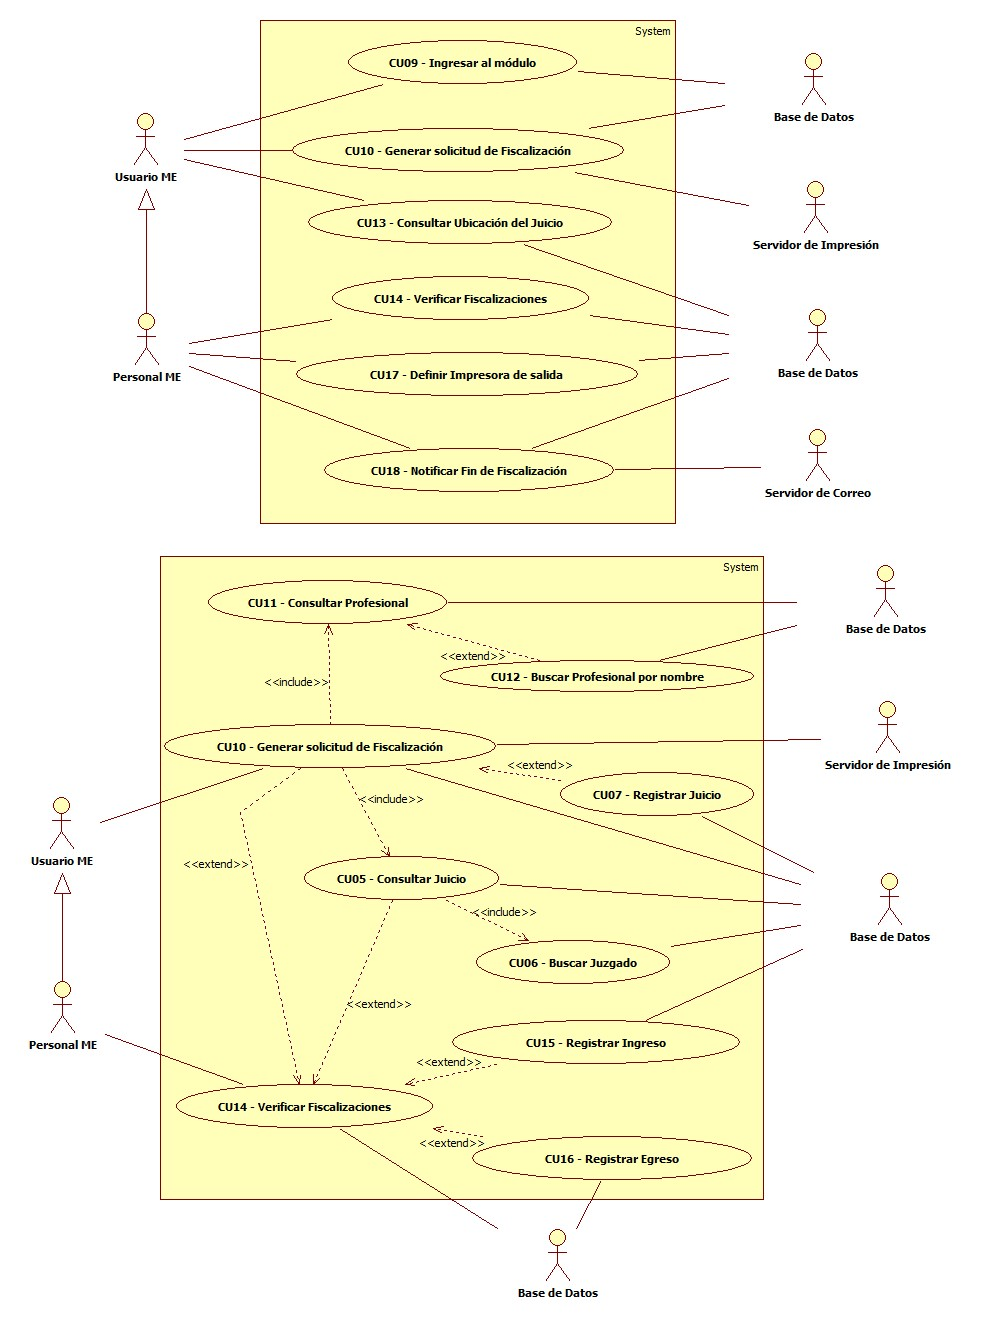 System
CU09 - Ingresar al módulo
Base de Datos
CU10 - Generar solicitud de Fiscalización
Usuario ME
CU13 - Consultar Ubicación del Juicio
Servidor de Impresión
CU14 - Verificar Fiscalizaciones
CU17 - Definir Impresora de salida
Base de Datos
Personal ME
CU18 - Notificar Fin de Fiscalización
Servidor de Correo
System
CU11 - Consultar Profesional
Base de Datos
<<extend>>
CU12 - Buscar Profesional por nombre
<<include>>
CU10 - Generar solicitud de Fiscalización
Servidor de Impresión
<<extend>>
CU07 - Registrar Juicio
<<include>>
Usuario ME
<<extend>>
CU05 - Consultar Juicio
<<include>>
Base de Datos
CU06 - Buscar Juzgado
<<extend>>
CU15 - Registrar Ingreso
Personal ME
<<extend>>
CU14 - Verificar Fiscalizaciones
<<extend>>
CU16 - Registrar Egreso
Base de Datos